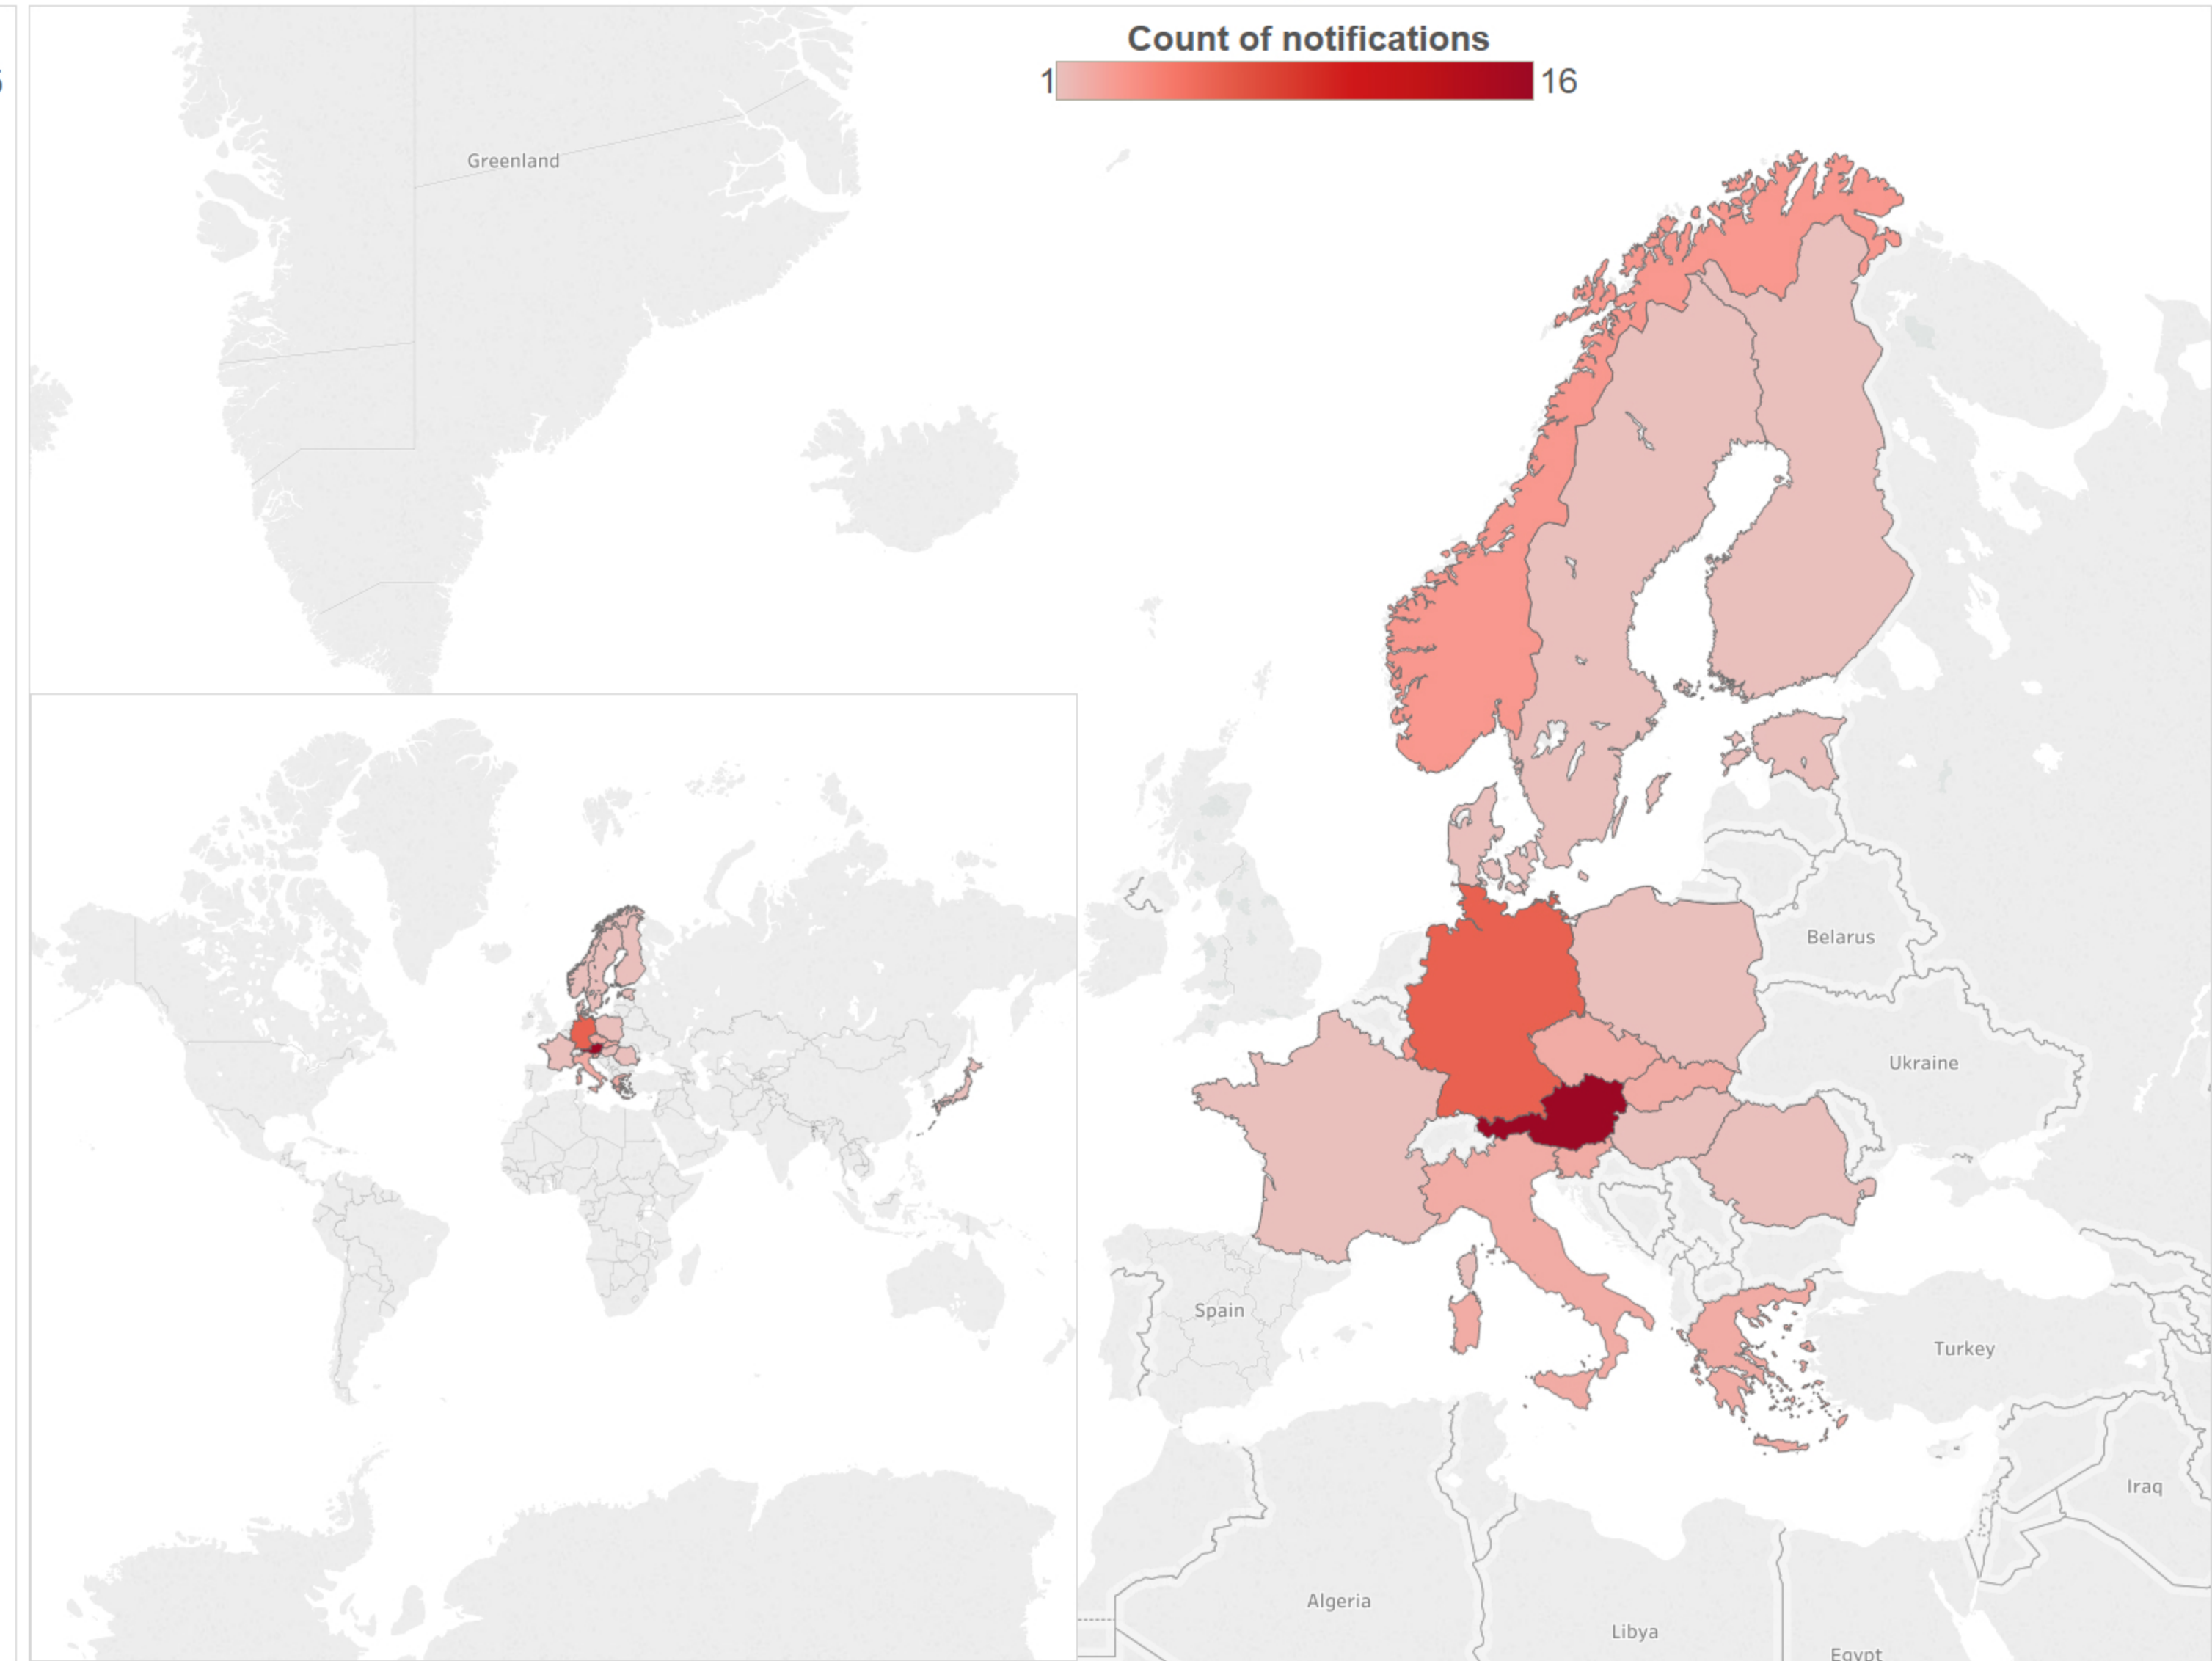 Count of notifications
1 16
Greenland
Belarus
Ukraine
Spain
Turkey
Iraq
Algeria
Libya
Egypt